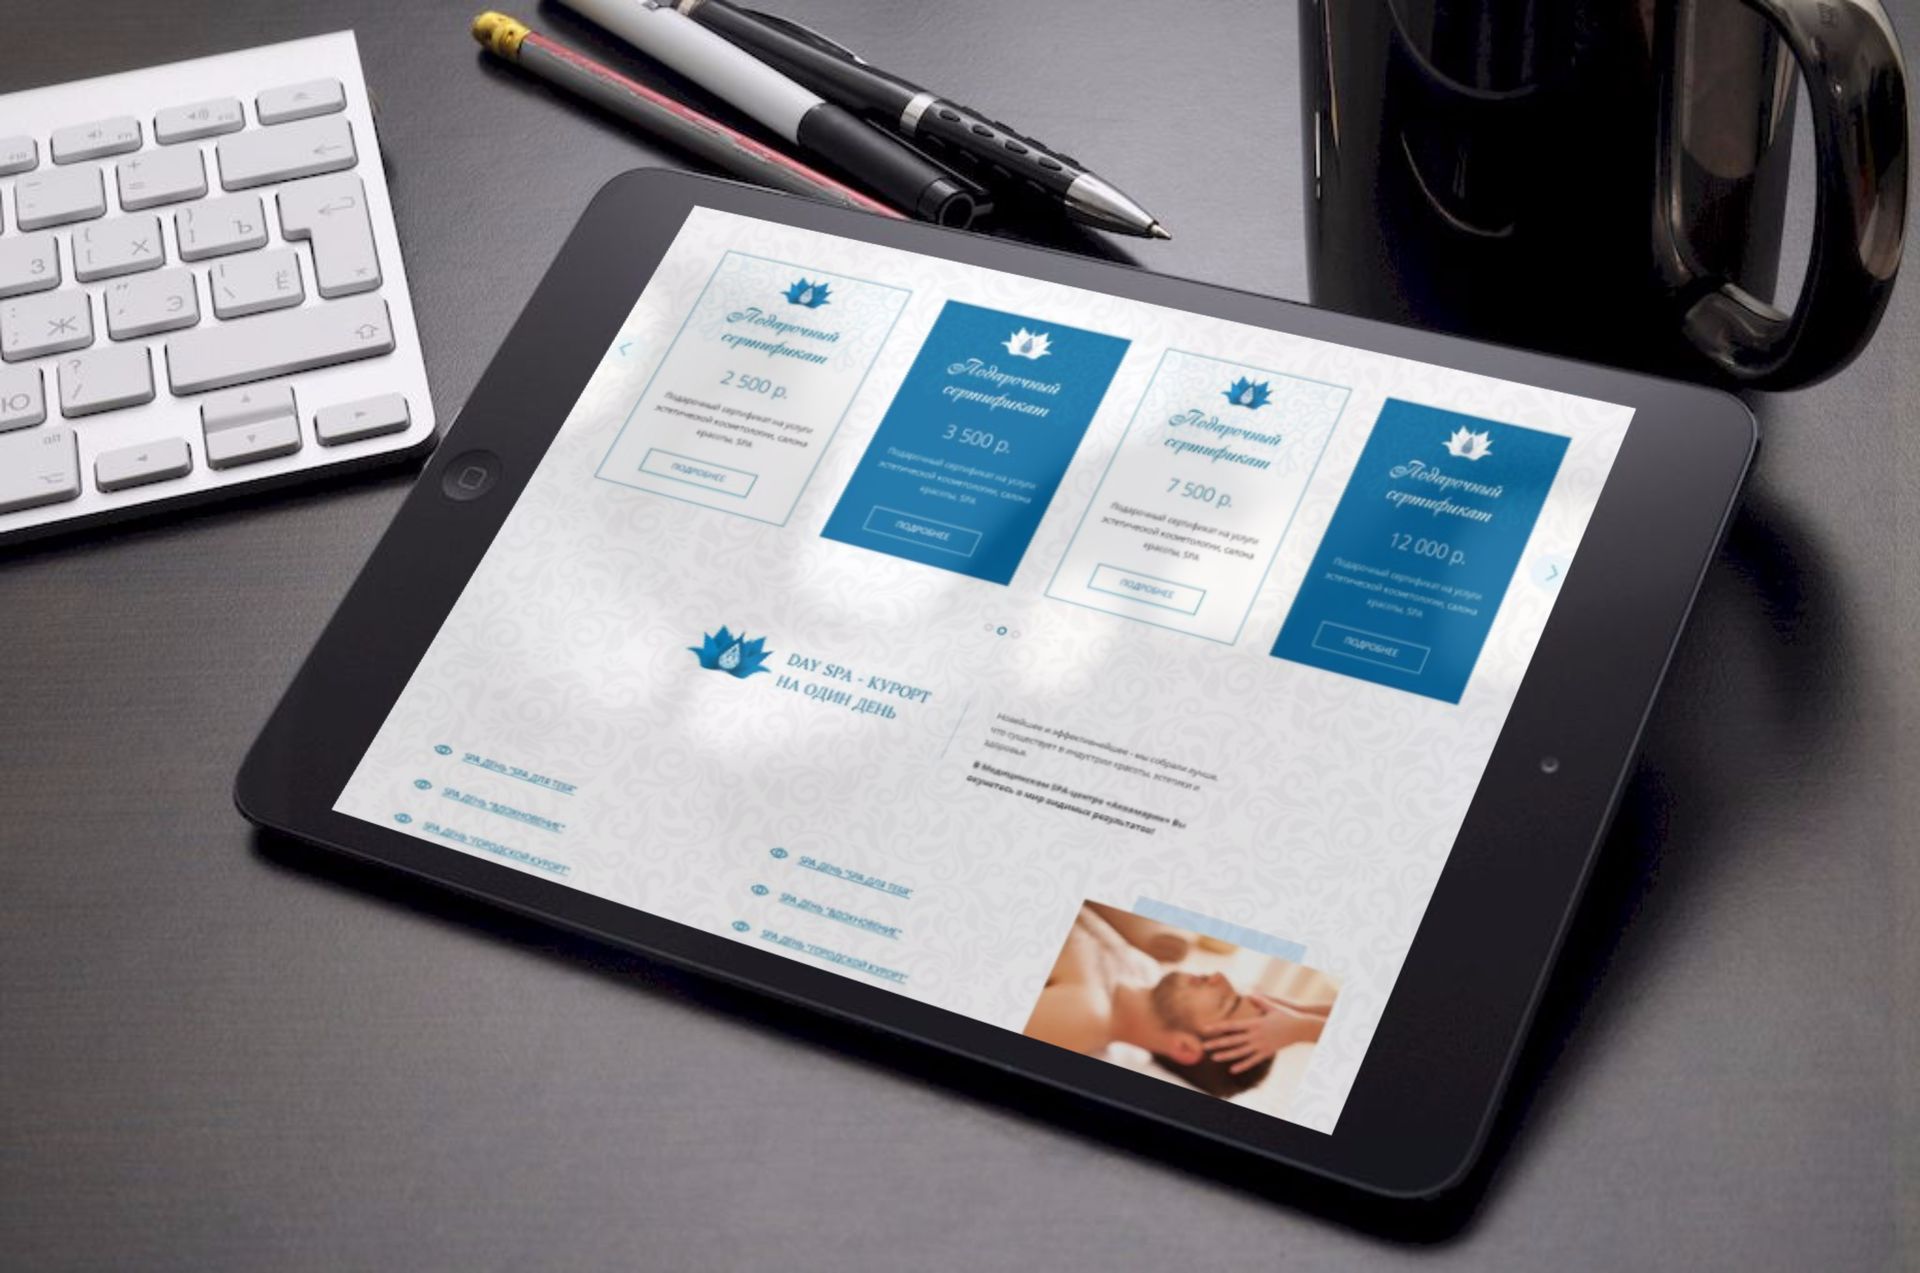 Подарочный
сертификат
2 500 р.
Подарочный сертификат на услуги
эстетической косметологии, салона
красоты, SPA
ПОДРОБНЕЕ
Подарочный
сертификат
3 500 р.
Подарочный сертификат на услуги
эстетической косметологии, салона
красоты, SPA
ПОДРОБНЕЕ
Подарочный
сертификат
7 500 р.
Подарочный сертификат на услуги
эстетической косметологии, салона
красоты, SPA
ПОДРОБНЕЕ
Подарочный
сертификат
12 000 р.
Подарочный сертификат на услуги
эстетической косметологии, салона
красоты, SPA
ПОДРОБНЕЕ
DAY SPA - КУРОРТ
НА ОДИН ДЕНЬ
Новейшее и эффективнейшее - мы собрали лучшее,
что существует в индустрии красоты, эстетики и
здоровья.
В Медицинском SPA-центре «Аквамарин» Вы
окунетесь в мир видимых результатов!
SPA ДЕНЬ "SPA ДЛЯ ТЕБЯ"
SPA ДЕНЬ "ВДОХНОВЕНИЕ"
SPA ДЕНЬ "ГОРОДСКОЙ КУРОРТ"
SPA ДЕНЬ "SPA ДЛЯ ТЕБЯ"
SPA ДЕНЬ "ВДОХНОВЕНИЕ"
SPA ДЕНЬ "ГОРОДСКОЙ КУРОРТ"
- + =
З { [ Х } ] Ъ
: ; Ж " ' Э | \ Ё
Ю ? /
alt